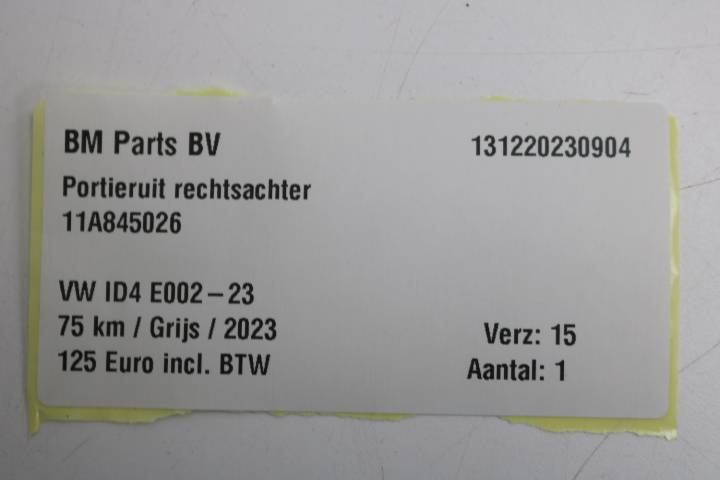 BM Parts BV 131220230904
Portieruit rechtsachter
11A845026
VW ID4 E002-23
75 km / Grijs / 2023 Verz: 15
125 Euro incl. BTW Aantal: 1